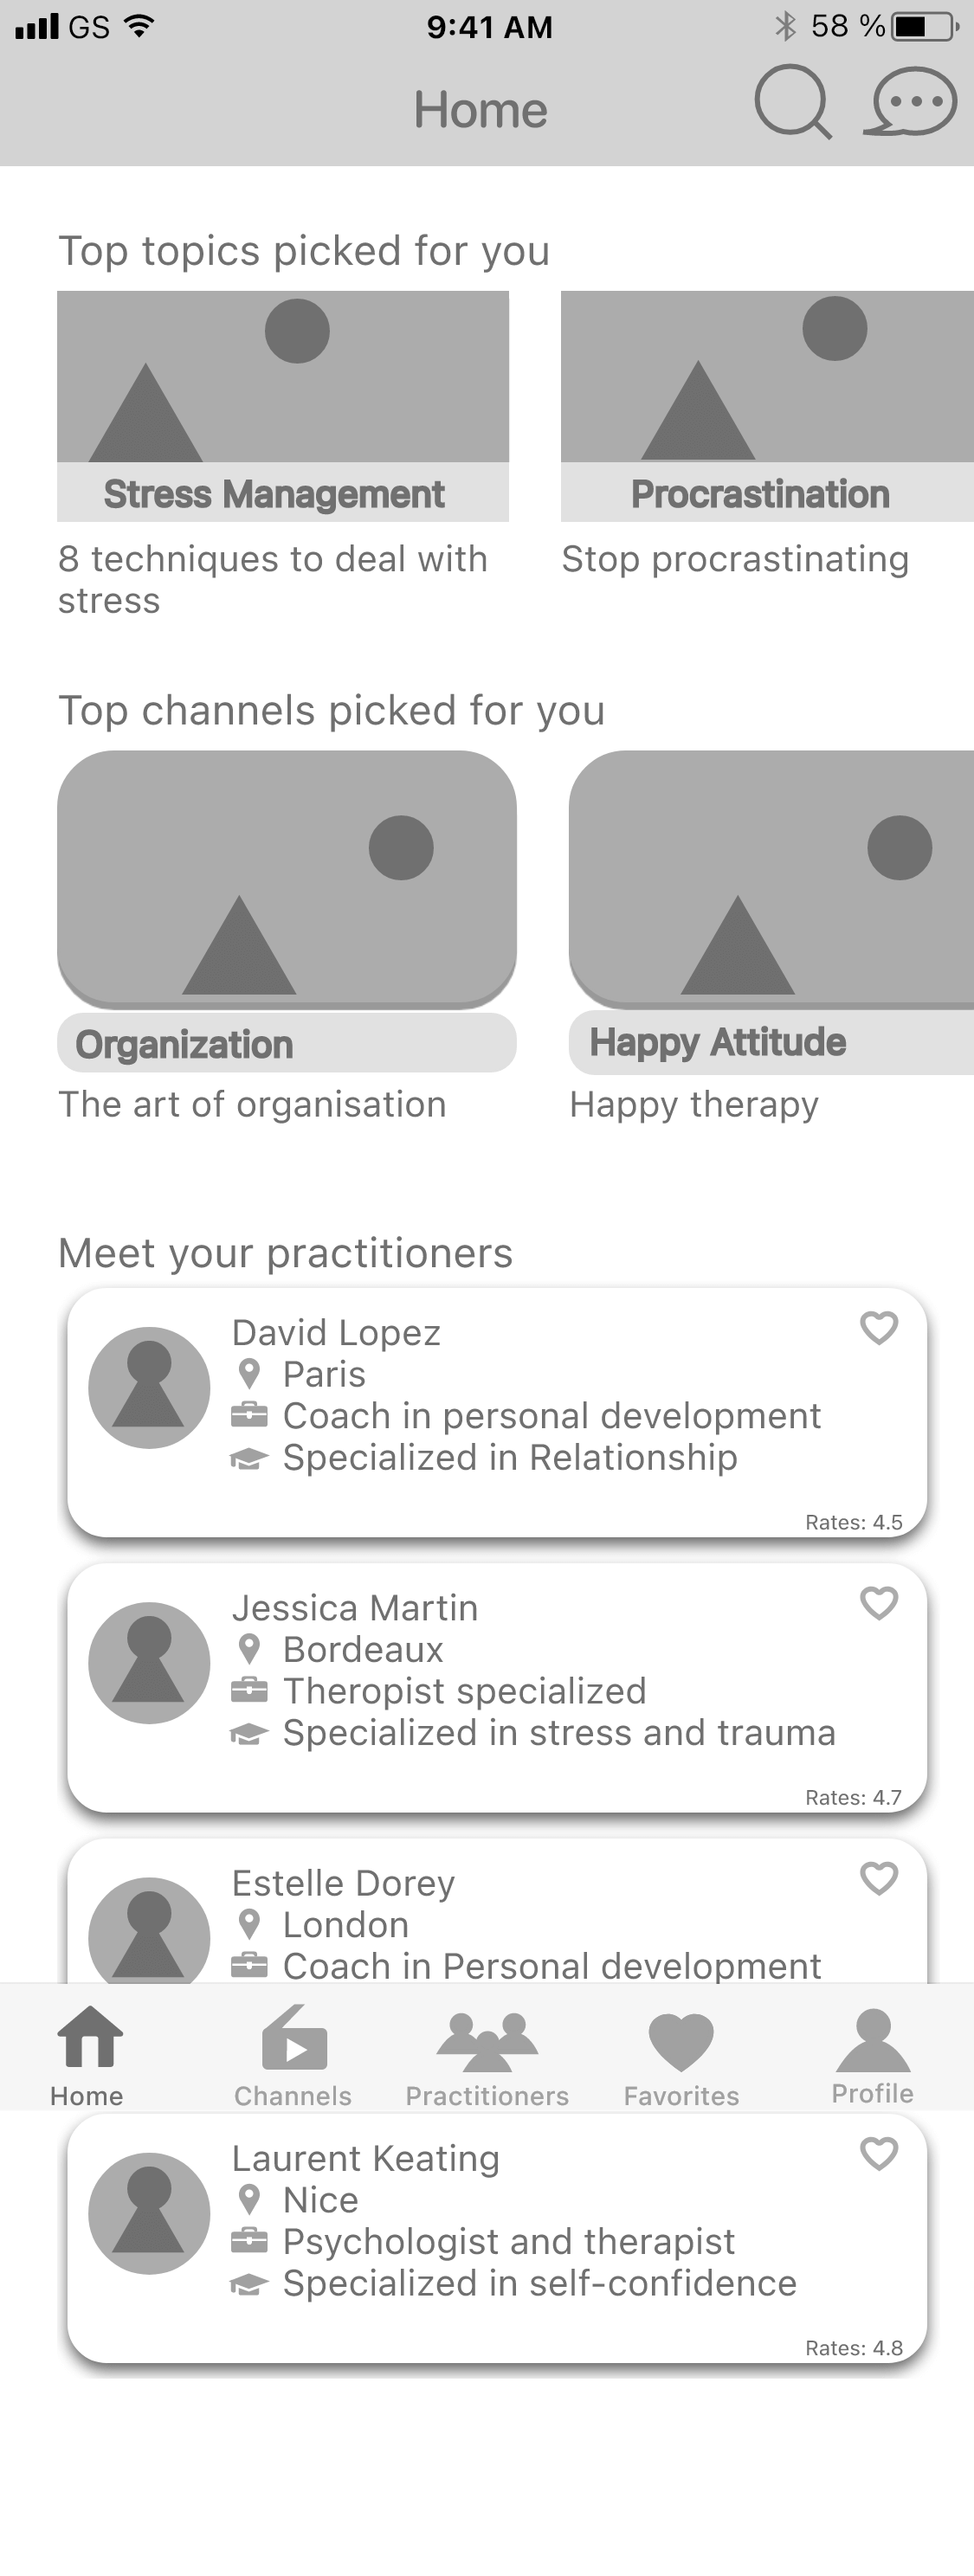 GS 9:41 AM 58 %
Home
Top topics picked for you
Stress Management
Procrastination
8 techniques to deal with
stress
Stop procrastinating
Top channels picked for you
Organization
Happy Attitude
The art of organisation
Happy therapy
Meet your practitioners
David Lopez
Paris
Coach in personal development
Specialized in Relationship
Rates: 4.5
Jessica Martin
Bordeaux
Theropist specialized
Specialized in stress and trauma
Rates: 4.7
Estelle Dorey
London
Coach in Personal development
Home
Channels
Practitioners
Favorites
Profile
Laurent Keating
Nice
Psychologist and therapist
Specialized in self-confidence
Rates: 4.8